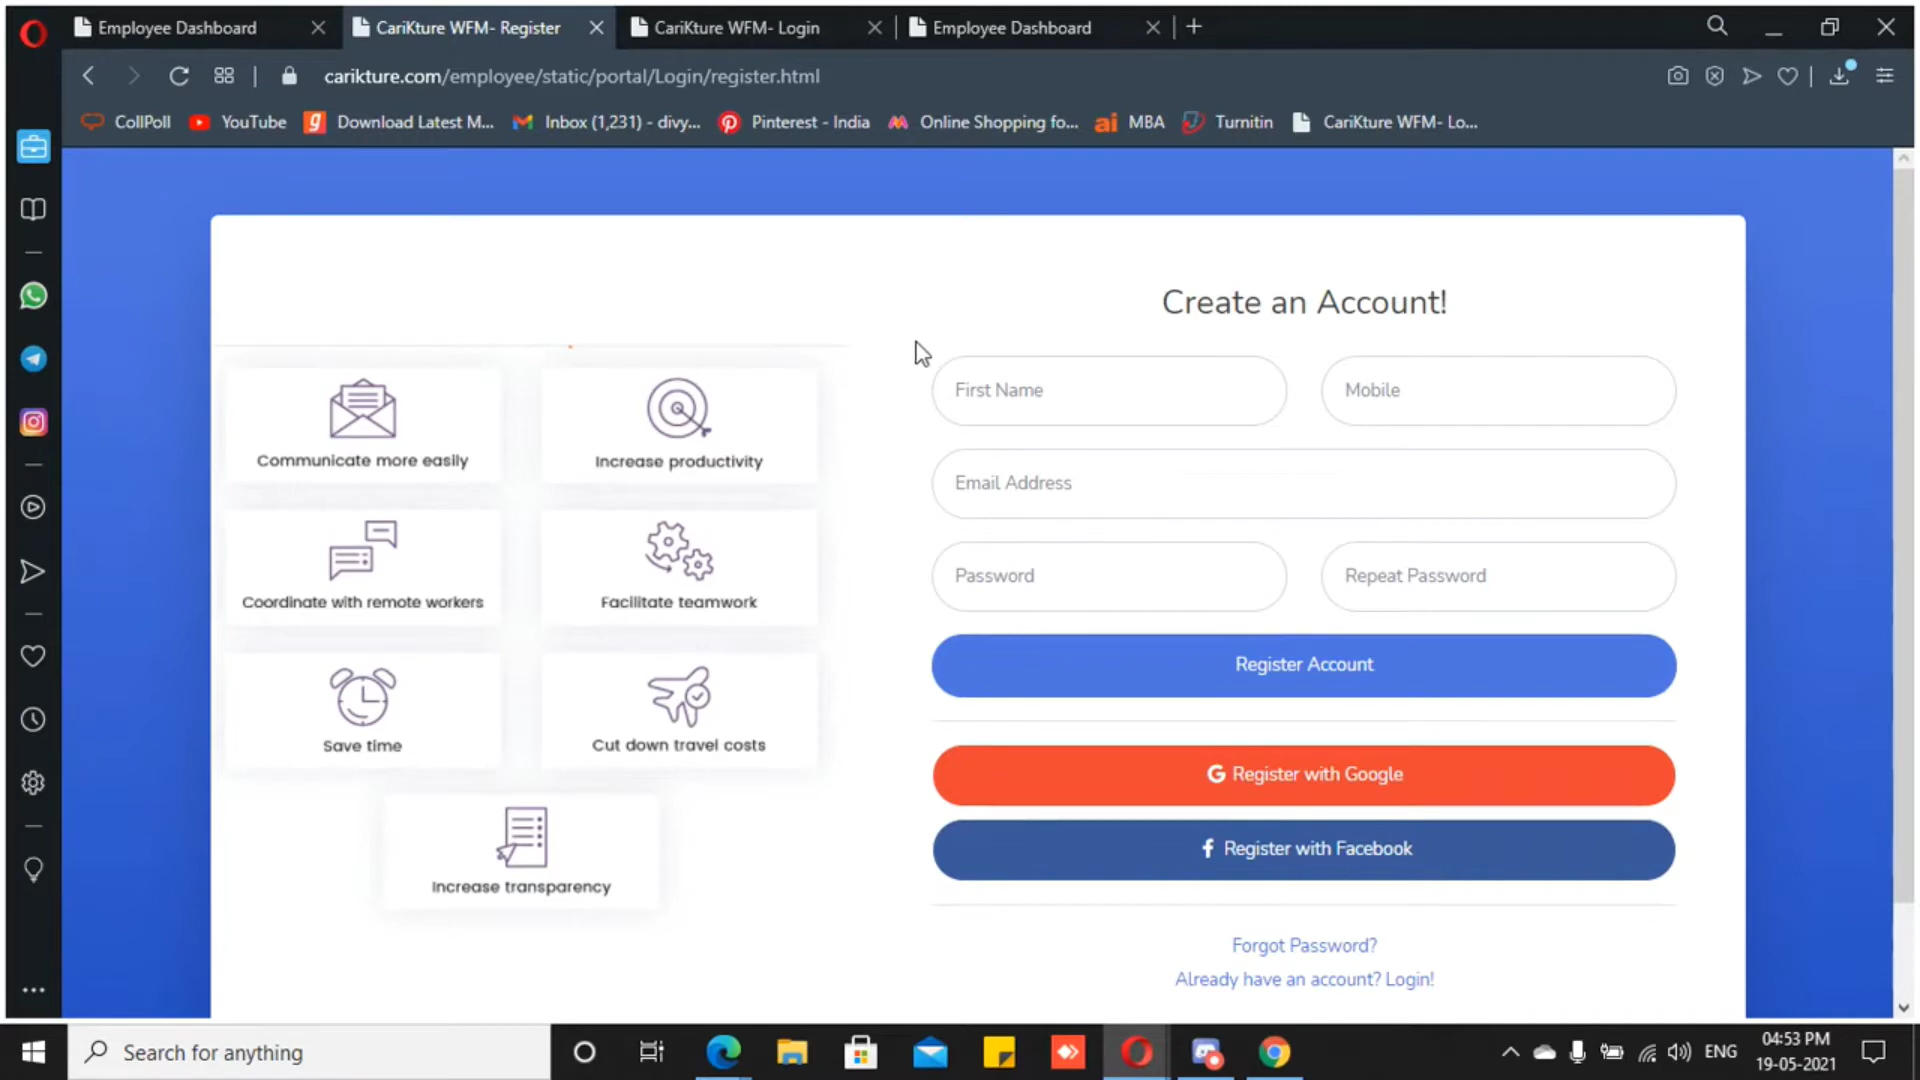 Employee Dashboard
CariKture WFM- Register
CariKture WFM- Login
Employee Dashboard
carikture.com/employee/static/portal/Login/register.html
CollPoll
YouTube
Download Latest M...
Inbox (1,231) - divy...
Pinterest - India
Online Shopping fo...
ai MBA
Turnitin
CariKture WFM- Lo...
Create an Account!
First Name
Mobile
Email Address
Password
Repeat Password
Register Account
G Register with Google
f Register with Facebook
Forgot Password?
Already have an account? Login!
Communicate more easily
Increase productivity
Coordinate with remote workers
Facilitate teamwork
Save time
Cut down travel costs
Increase transparency
Search for anything
ENG
04:53 PM
19-05-2021